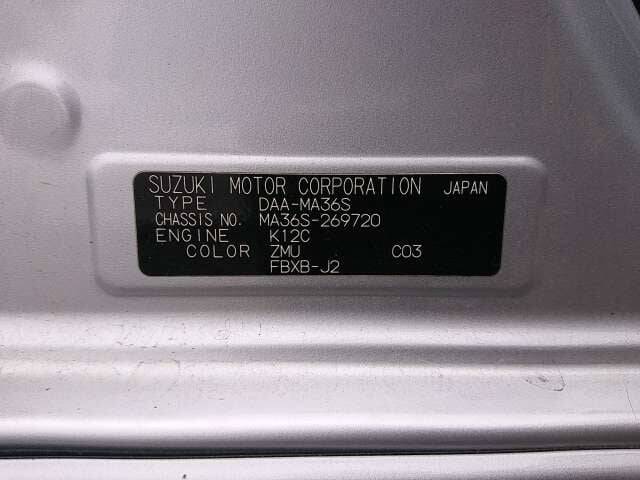 SUZUKI MOTOR CORPORATION JAPAN
TYPE DAA-MA36S
CHASSIS NO. MA36S-269720
ENGINE K12C
COLOR ZMU C03
FBXB-J2